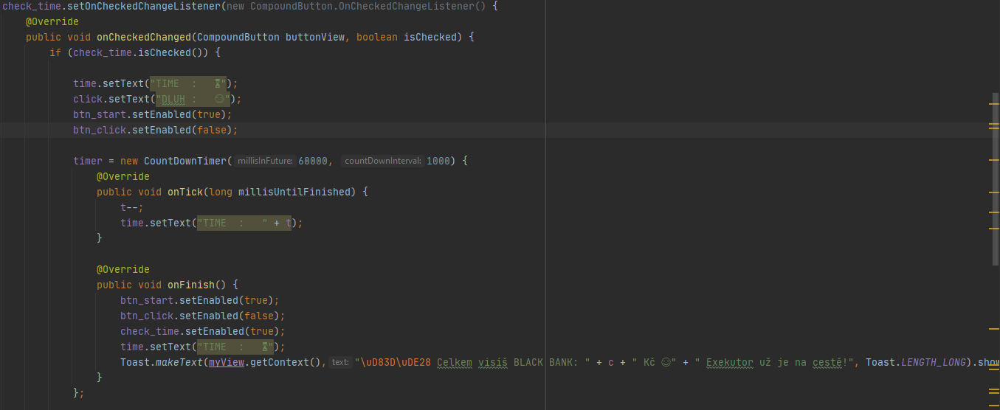 check_time.setOnCheckedChangeListener(new CompoundButton.OnCheckedChangeListener() {
@Override
public void onCheckedChanged(CompoundButton buttonView, boolean isChecked) {
if (check_time.isChecked()) {
time.setText("TIME  :   ⌛");
click.setText("DLUH :   😅");
btn_start.setEnabled(true);
btn_click.setEnabled(false);
timer = new CountDownTimer( millisInFuture: 60000, countDownInterval: 1000) {
@Override
public void onTick(long millisUntilFinished) {
t--;
time.setText("TIME  :   " + t);
}
@Override
public void onFinish() {
btn_start.setEnabled(true);
btn_click.setEnabled(false);
check_time.setEnabled(true);
time.setText("TIME  :   ⌛");
Toast.makeText(myView.getContext(), text: "\uD83D\uDE28 Celkem visíš BLACK BANK: " + c + " Kč 😅" + " Exekutor už je na cestě!", Toast.LENGTH_LONG).show
}
};